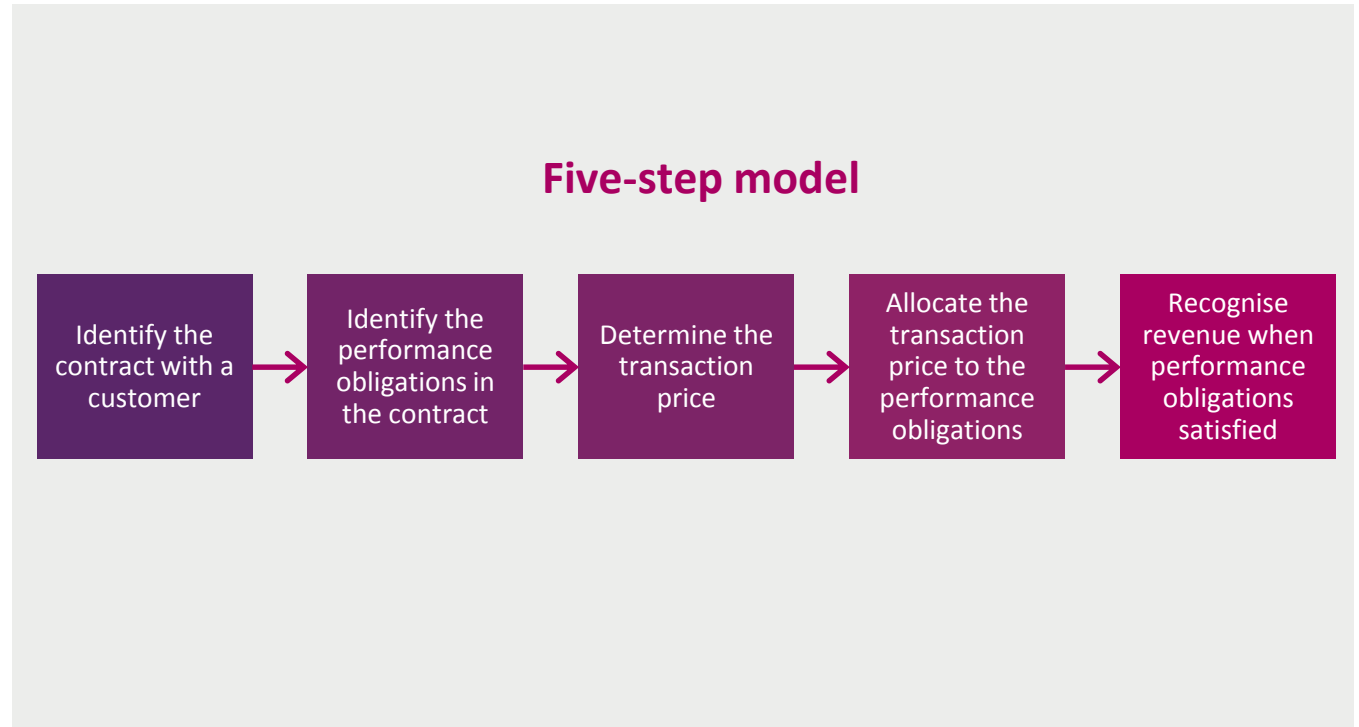 Five-step model
Identify the
contract with a
customer
Identify the
performance
obligations in
the contract
Determine the
transaction
price
Allocate the
transaction
price to the
performance
obligations
Recognise
revenue when
performance
obligations
satisfied